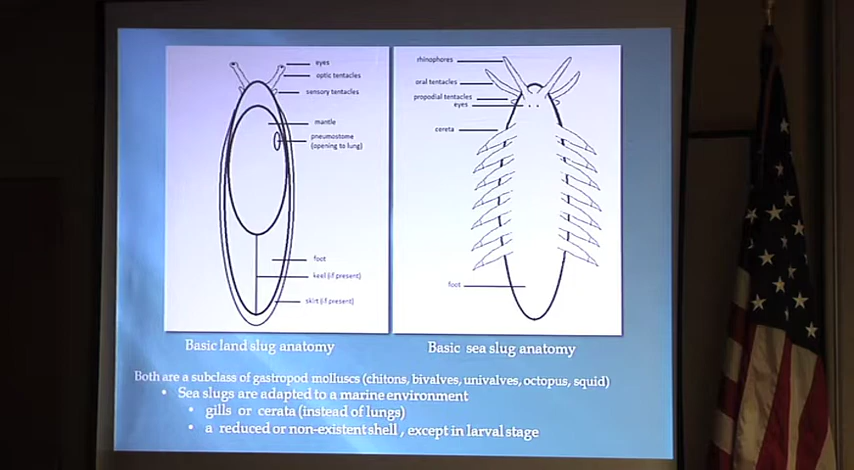 eyes
optic tentacles
sensory tentacles
mantle
pneumostome
(opening to lung)
foot
keel (if present)
skirt (if present)
rhinophores
oral tentacles
propodial tentacles
eyes
cereta
foot
Basic land slug anatomy
Basic sea slug anatomy
Both are a subclass of gastropod molluscs (chitons, bivalves, univalves, octopus, squid)
• Sea slugs are adapted to a marine environment
• gills or cerata (instead of lungs)
• a reduced or non-existent shell , except in larval stage